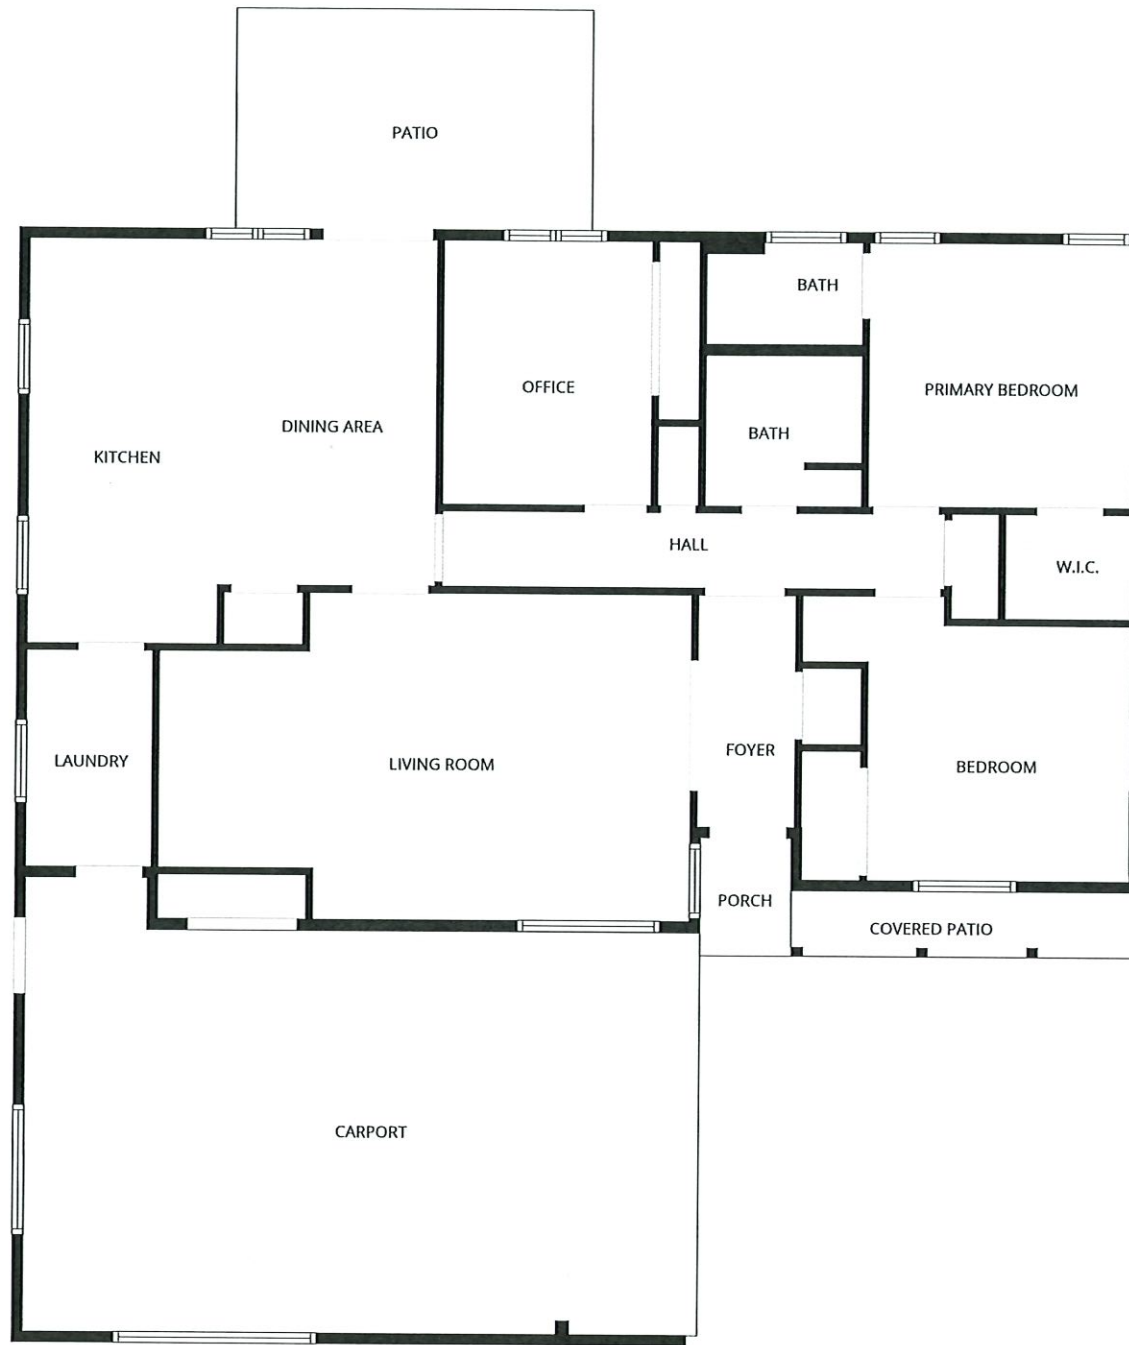 PATIO
BATH
OFFICE
PRIMARY BEDROOM
DINING AREA
BATH
KITCHEN
HALL
W.I.C.
FOYER
LAUNDRY
LIVING ROOM
BEDROOM
PORCH
COVERED PATIO
CARPORT